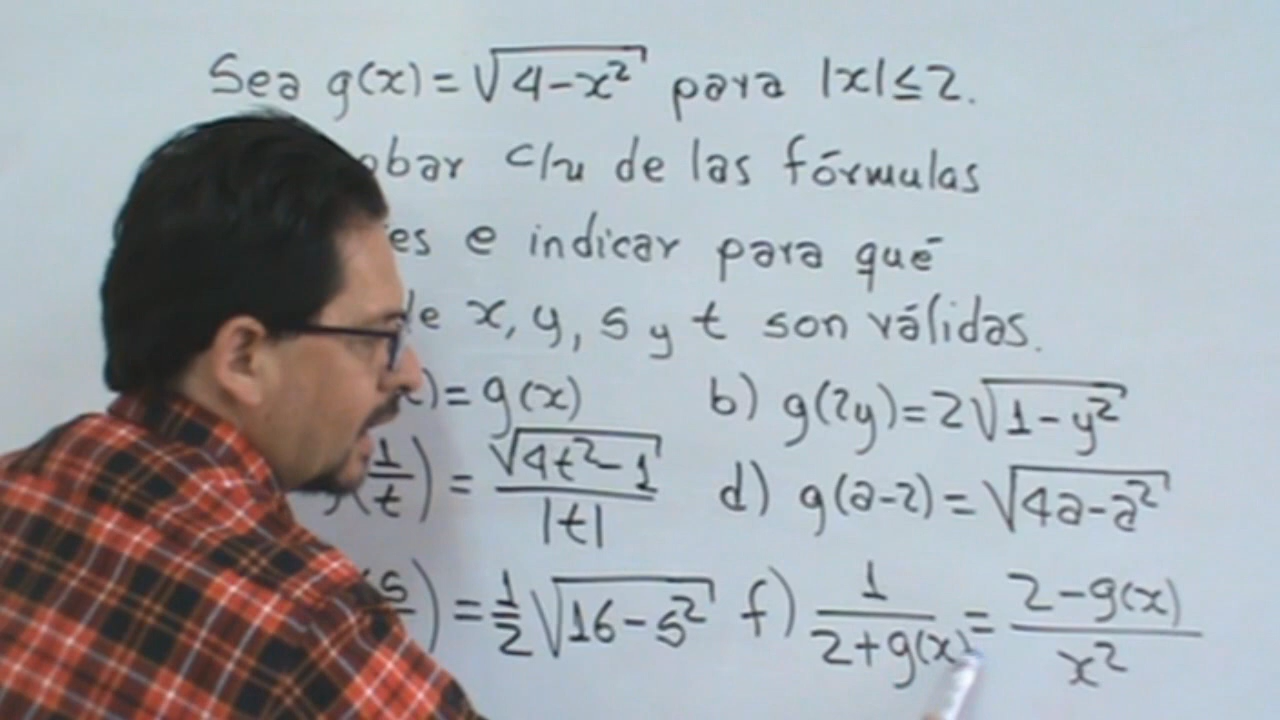 Sea g(x) = √(4-x²) para |x| ≤ 2.
obar c/u de las fórmulas
es e indicar para qué
e x, y, s y t son válidas.
) = g(x) b) g(2y) = 2√(1-y²)
(1/t) = √(4t²-1)/|t| d) g(a-2) = √(4a-a²)
(s ) = 1/2 √(16-s²) f) 1/(2+g(x)) = (2-g(x))/x²